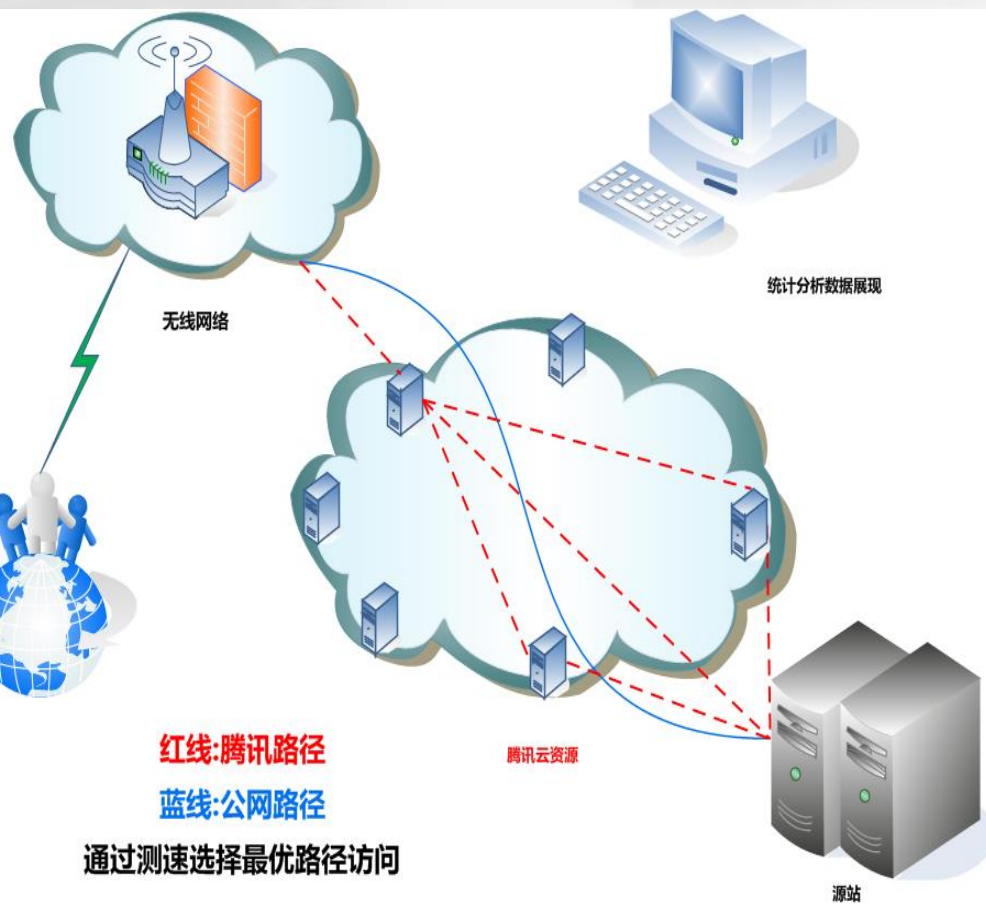 统计分析数据展现
无线网络
红线:腾讯路径
腾讯云资源
蓝线:公网路径
通过测速选择最优路径访问
源站